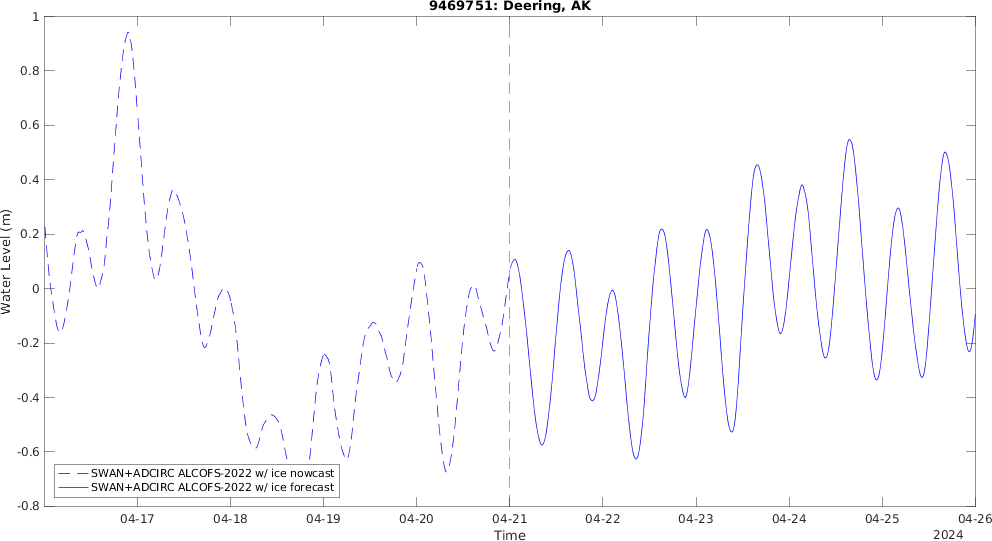 9469751: Deering, AK
1
0.8
0.6
0.4
0.2
0
-0.2
-0.4
-0.6
-0.8
Water Level (m)
SWAN+ADCIRC ALCOFS-2022 w/ ice nowcast
SWAN+ADCIRC ALCOFS-2022 w/ ice forecast
04-17 04-18 04-19 04-20 04-21 04-22 04-23 04-24 04-25 04-26
Time
2024